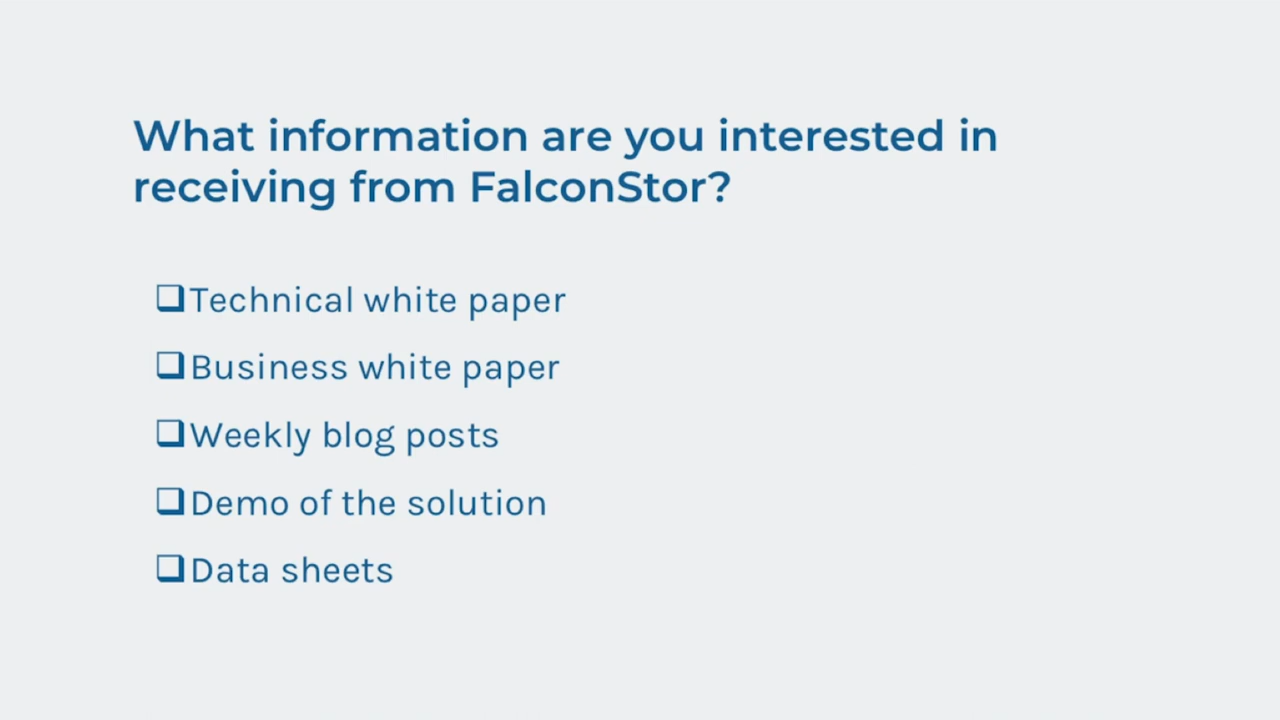 What information are you interested in
receiving from FalconStor?
❑Technical white paper
❑Business white paper
❑Weekly blog posts
❑Demo of the solution
❑Data sheets